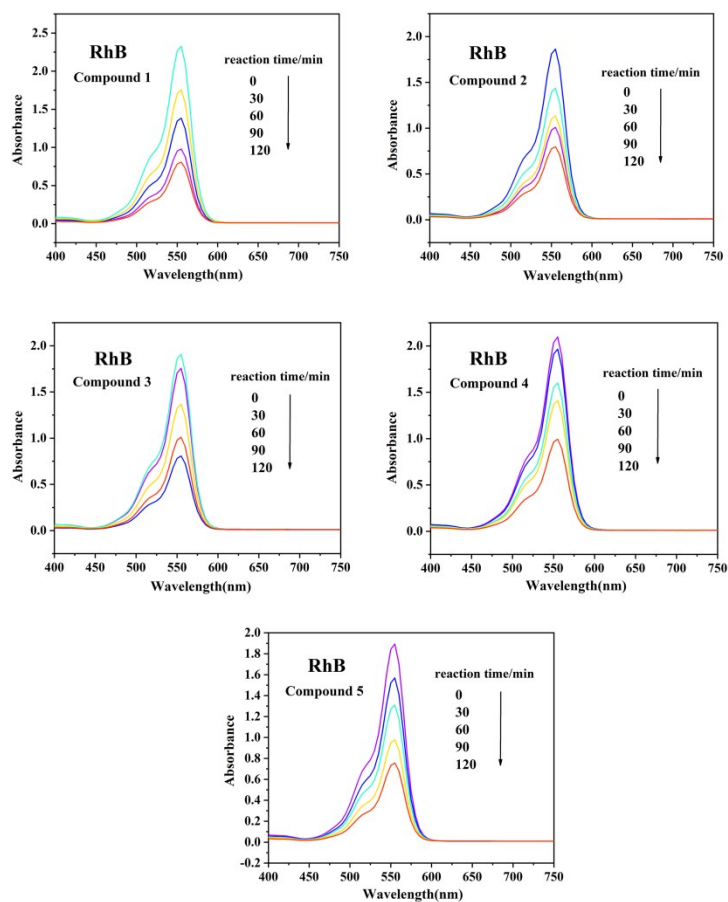 RhB
Compound 1
reaction time/min
0
30
60
90
120
Absorbance
2.5
2.0
1.5
1.0
0.5
0.0
400 450 500 550 600 650 700 750
Wavelength(nm)
RhB
Compound 2
reaction time/min
0
30
60
90
120
Absorbance
2.0
1.5
1.0
0.5
0.0
400 450 500 550 600 650 700 750
Wavelength(nm)
RhB
Compound 3
reaction time/min
0
30
60
90
120
Absorbance
2.0
1.5
1.0
0.5
0.0
400 450 500 550 600 650 700 750
Wavelength(nm)
RhB
Compound 4
reaction time/min
0
30
60
90
120
Absorbance
2.0
1.5
1.0
0.5
0.0
400 450 500 550 600 650 700 750
Wavelength(nm)
RhB
Compound 5
reaction time/min
0
30
60
90
120
Absorbance
2.0
1.8
1.6
1.4
1.2
1.0
0.8
0.6
0.4
0.2
0.0
-0.2
400 450 500 550 600 650 700 750
Wavelength(nm)